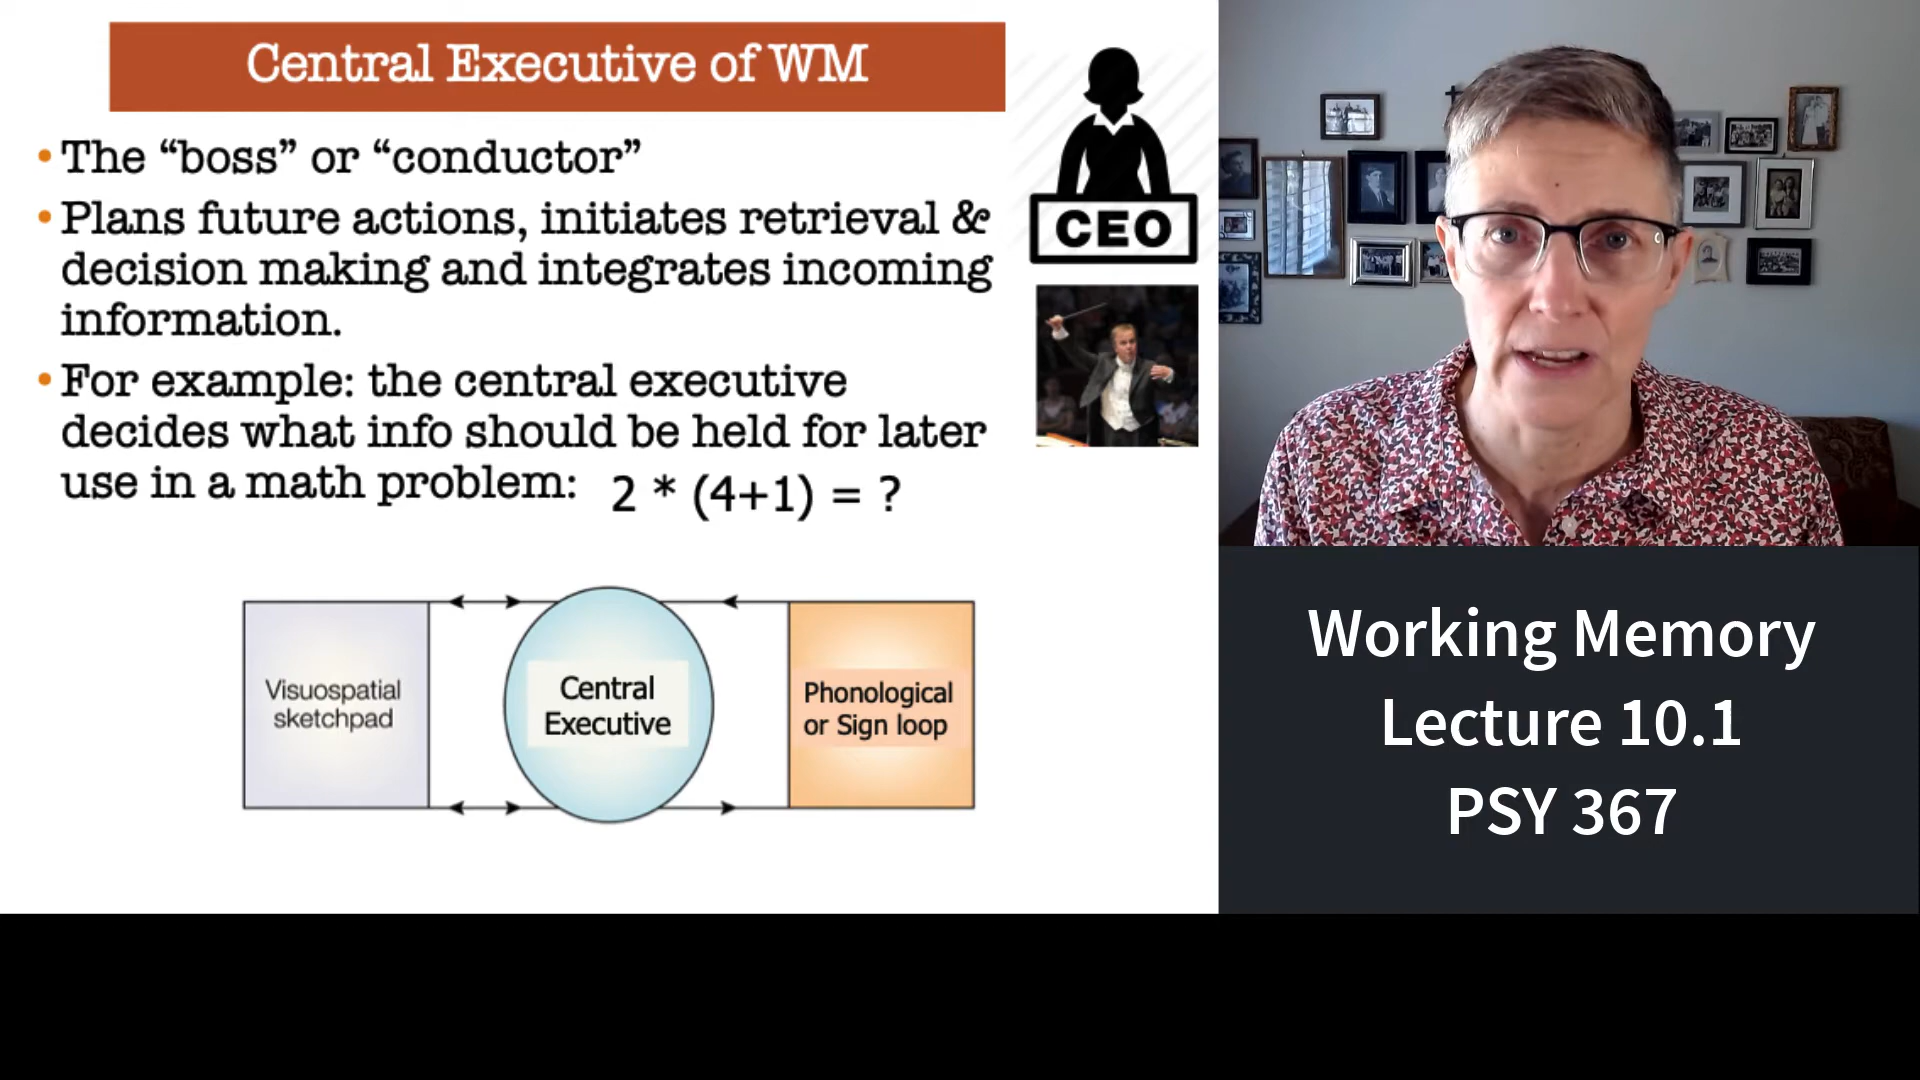 Central Executive of WM
• The “boss” or “conductor”
• Plans future actions, initiates retrieval &
decision making and integrates incoming
information.
• For example: the central executive
decides what info should be held for later
use in a math problem: 2 * (4+1) = ?
CEO
Visuospatial
sketchpad
Central
Executive
Phonological
or Sign loop
Working Memory
Lecture 10.1
PSY 367